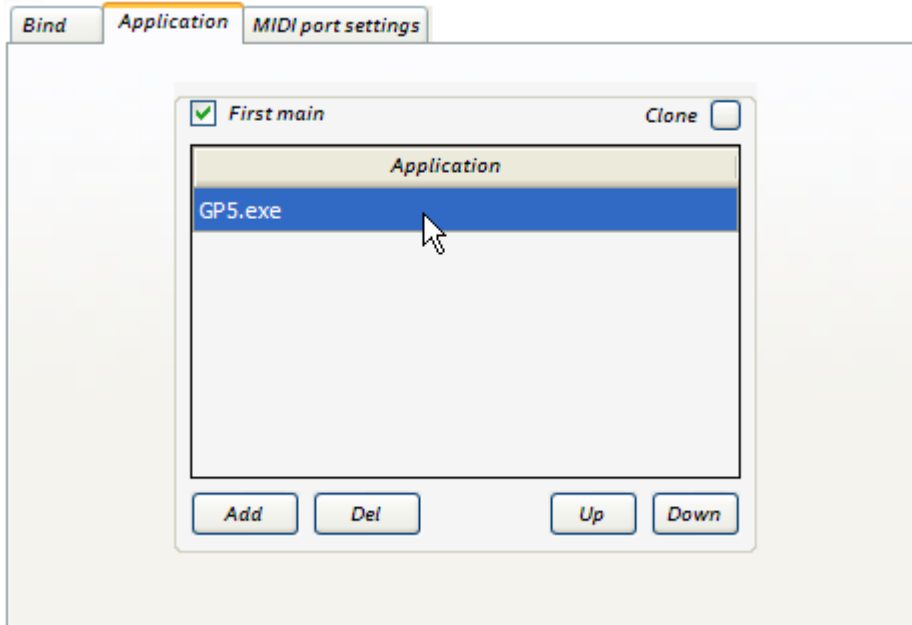 Bind Application MIDI port settings
First main Clone
Application
GP5.exe
Add Del Up Down